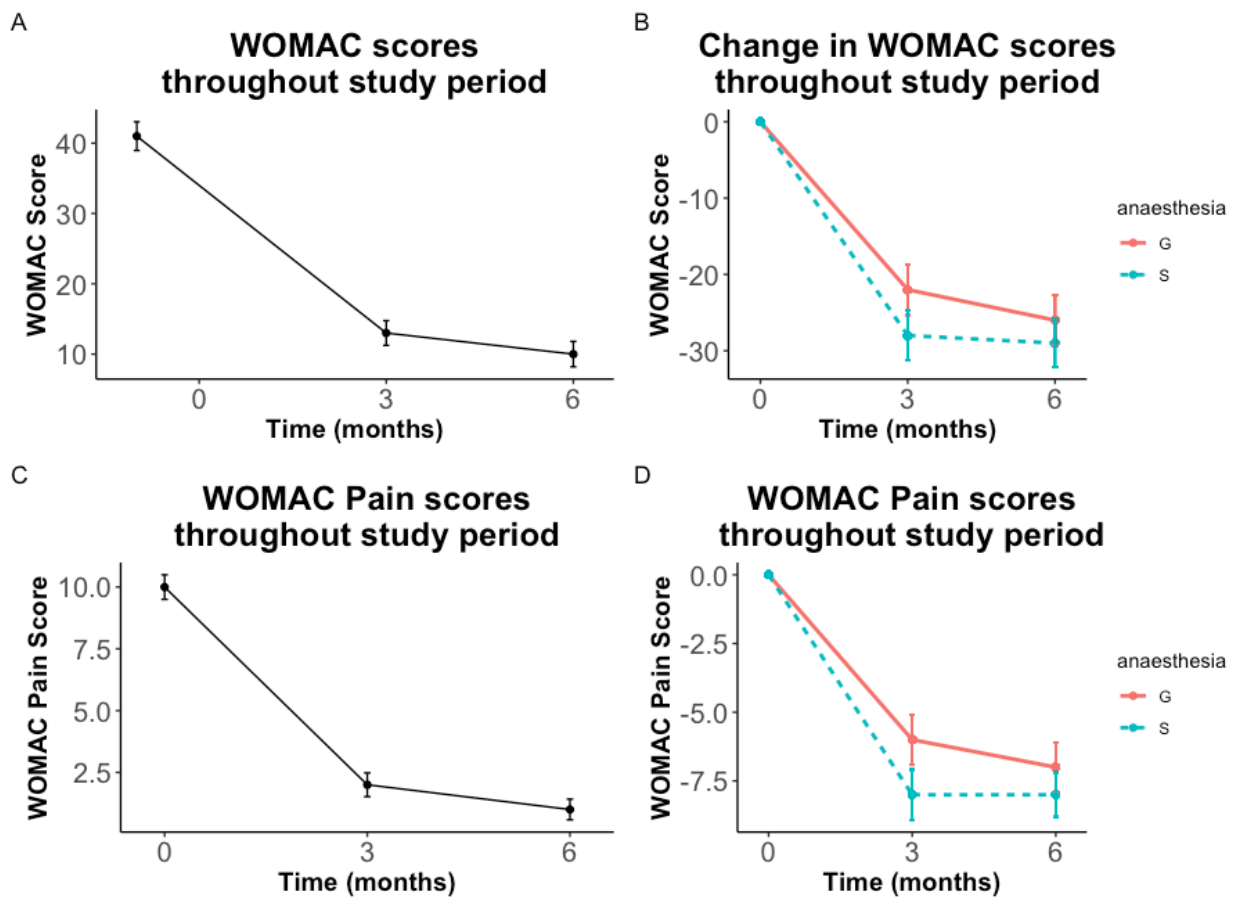 A
WOMAC scores
throughout study period
WOMAC Score
40
30
20
10
0
3
6
Time (months)
B
Change in WOMAC scores
throughout study period
WOMAC Score
0
-10
-20
-30
0
3
6
Time (months)
anaesthesia
G
S
C
WOMAC Pain scores
throughout study period
WOMAC Pain Score
10.0
7.5
5.0
2.5
0
3
6
Time (months)
D
WOMAC Pain scores
throughout study period
WOMAC Pain Score
0.0
-2.5
-5.0
-7.5
0
3
6
Time (months)
anaesthesia
G
S